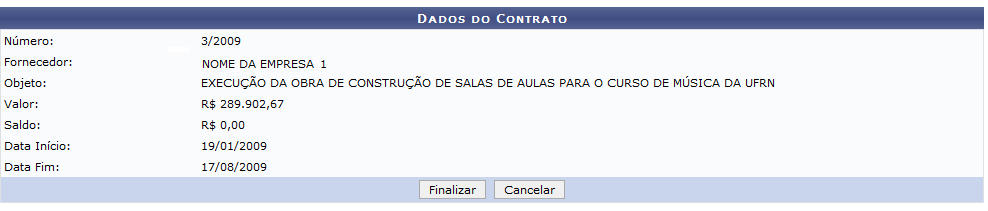 DADOS DO CONTRATO
Número: 3/2009
Fornecedor: NOME DA EMPRESA 1
Objeto: EXECUÇÃO DA OBRA DE CONSTRUÇÃO DE SALAS DE AULAS PARA O CURSO DE MÚSICA DA UFRN
Valor: R$ 289.902,67
Saldo: R$ 0,00
Data Início: 19/01/2009
Data Fim: 17/08/2009
Finalizar Cancelar